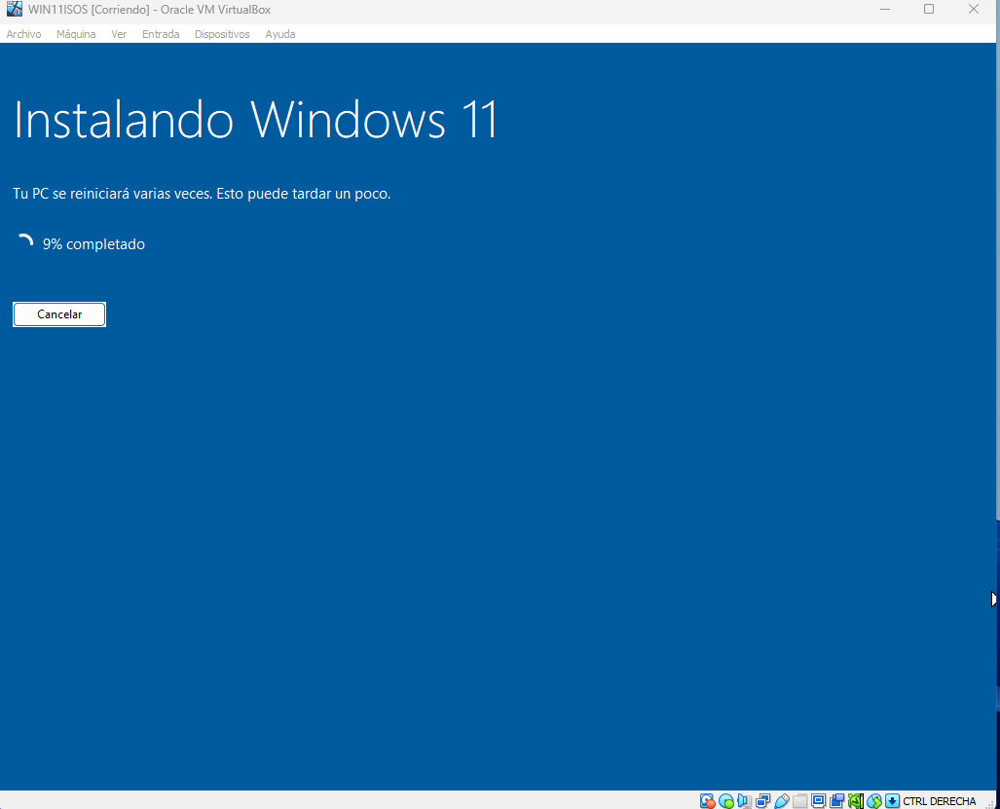 WIN11ISOS [Corriendo] - Oracle VM VirtualBox
Archivo Máquina Ver Entrada Dispositivos Ayuda
Instalando Windows 11
Tu PC se reiniciará varias veces. Esto puede tardar un poco.
9% completado
Cancelar
CTRL DERECHA